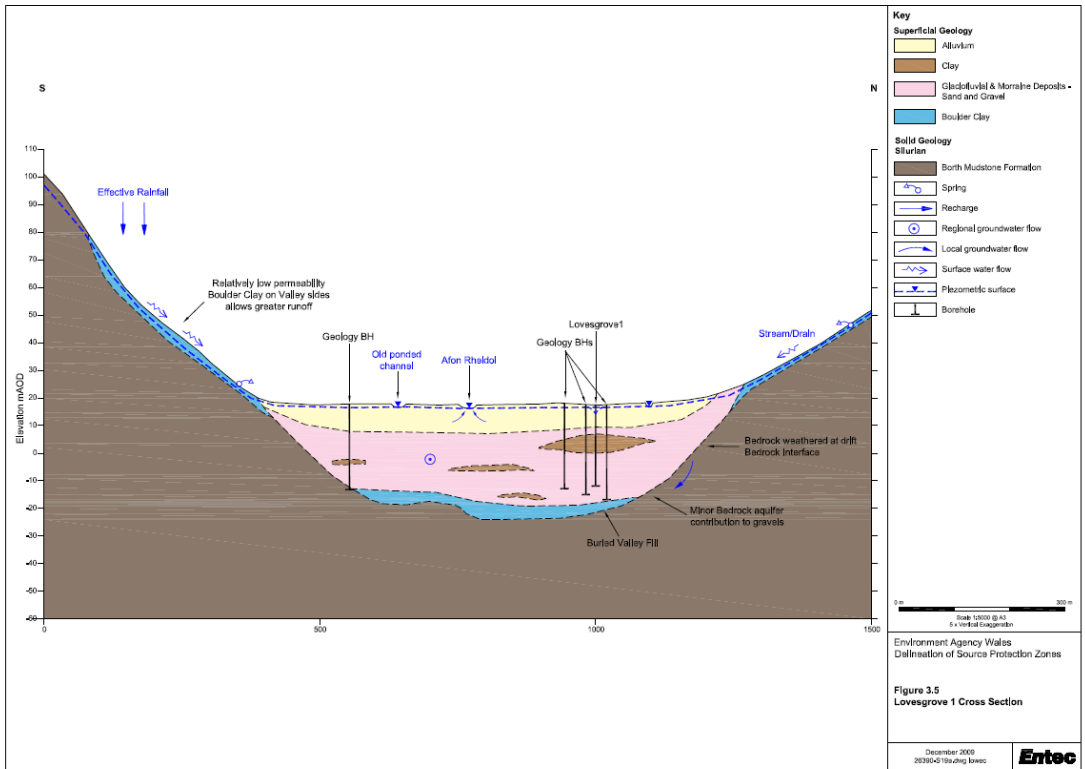 S
N
110
100
90
80
70
60
50
40
30
20
10
0
-10
-20
-30
-40
-50
-60
Elevation mAOD
0
500
1000
1500
Effective Rainfall
Relatively low permeability
Boulder Clay on Valley sides
allows greater runoff
Geology BH
Old ponded
channel
Afon Rheidol
Geology BHs
Lovesgrove1
Stream/Drain
Bedrock weathered at drift
Bedrock Interface
Minor Bedrock aquifer
contribution to gravels
Buried Valley Fill
Key
Superficial Geology
Alluvium
Clay
Glaciofluvial & Morraine Deposits -
Sand and Gravel
Boulder Clay
Solid Geology
Silurian
Borth Mudstone Formation
Spring
Recharge
Regional groundwater flow
Local groundwater flow
Surface water flow
Piezometric surface
Borehole
0 m
300 m
Scale 1:5000 @ A3
5 x Vertical Exaggeration
Environment Agency Wales
Delineation of Source Protection Zones
Figure 3.5
Lovesgrove 1 Cross Section
December 2009
26390-S19a.dwg lowec
Entec